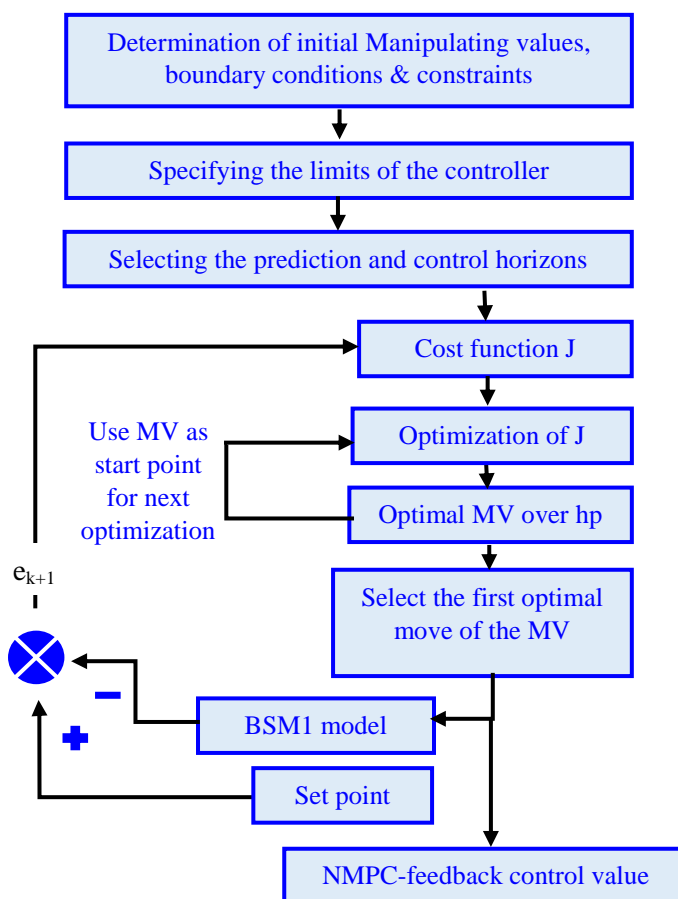 Determination of initial Manipulating values,
boundary conditions & constraints
Specifying the limits of the controller
Selecting the prediction and control horizons
Cost function J
Use MV as
start point
for next
optimization
Optimization of J
Optimal MV over hp
e_{k+1}
Select the first optimal
move of the MV
BSM1 model
Set point
NMPC-feedback control value